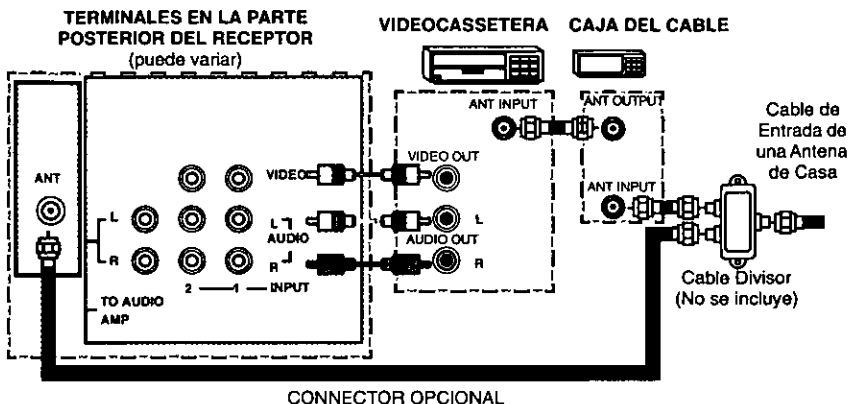 TERMINALES EN LA PARTE
POSTERIOR DEL RECEPTOR
(puede variar)
VIDEOCASSETERA
CAJA DEL CABLE
ANT INPUT
ANT OUTPUT
Cable de
Entrada de
una Antena
de Casa
VIDEO OUT
ANT
VIDEO
ANT INPUT
L
L
AUDIO
L
AUDIO OUT
R
R
R
2
1
INPUT
TO AUDIO
AMP
Cable Divisor
(No se incluye)
CONNECTOR OPCIONAL